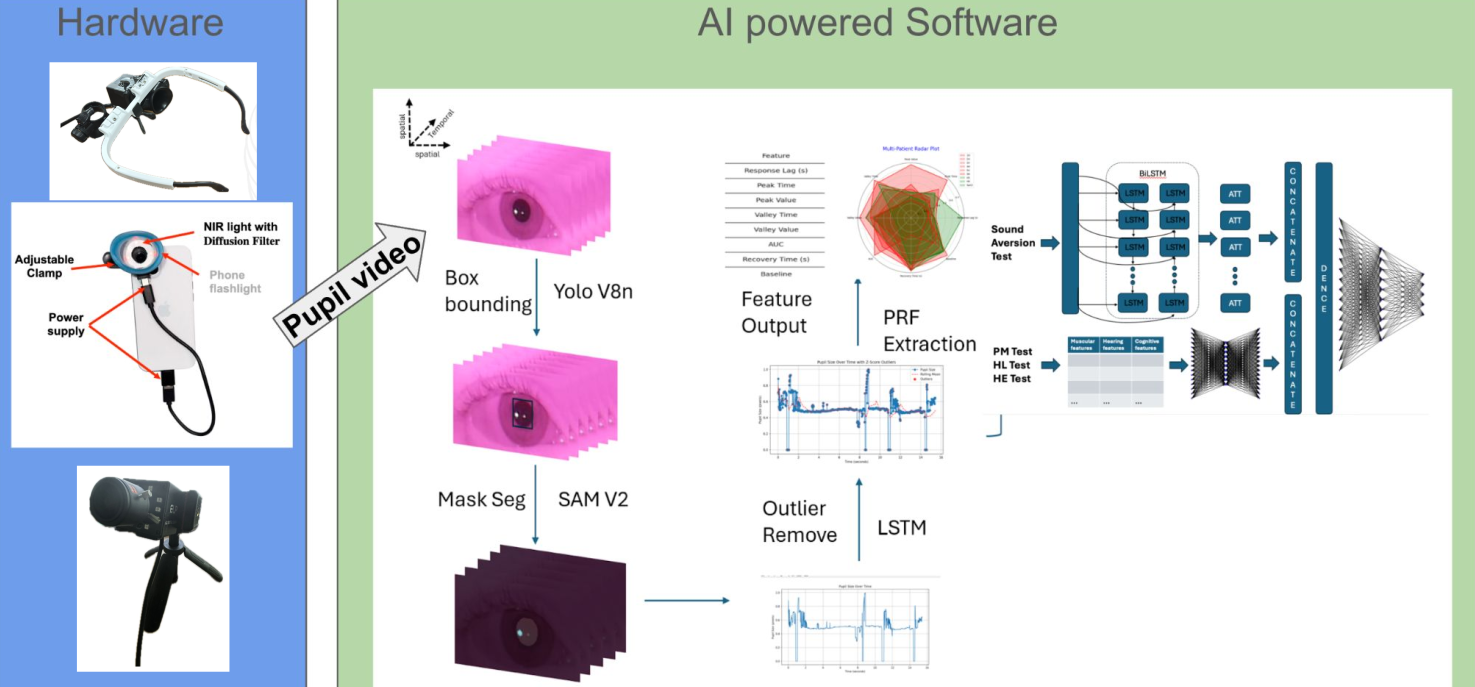 Hardware
AI powered Software
NIR light with
Diffusion Filter
Adjustable
Clamp
Phone
flashlight
Power
supply
Pupil video
spatial
Temporal
spatial
Box
bounding
Yolo V8n
Mask Seg
SAM V2
Feature
Response Lag (s)
Peak Time
Peak Value
Valley Time
Valley Value
AUC
Recovery Time (s)
Baseline
Multi-Patient Radar Plot
Feature
Output
PRF
Extraction
Pupil Size Over Time with Z-Score Outliers
Time (seconds)
Outlier
Remove
LSTM
Pupil Size Over Time
Time (seconds)
Sound
Aversion
Test
BiLSTM
LSTM
LSTM
LSTM
LSTM
LSTM
LSTM
LSTM
LSTM
ATT
ATT
ATT
ATT
CONCATENATE
CONCATENATE
DENCE
PM Test
HL Test
HE Test
Muscular
features
Hearing
features
Cognitive
features
...
...
...